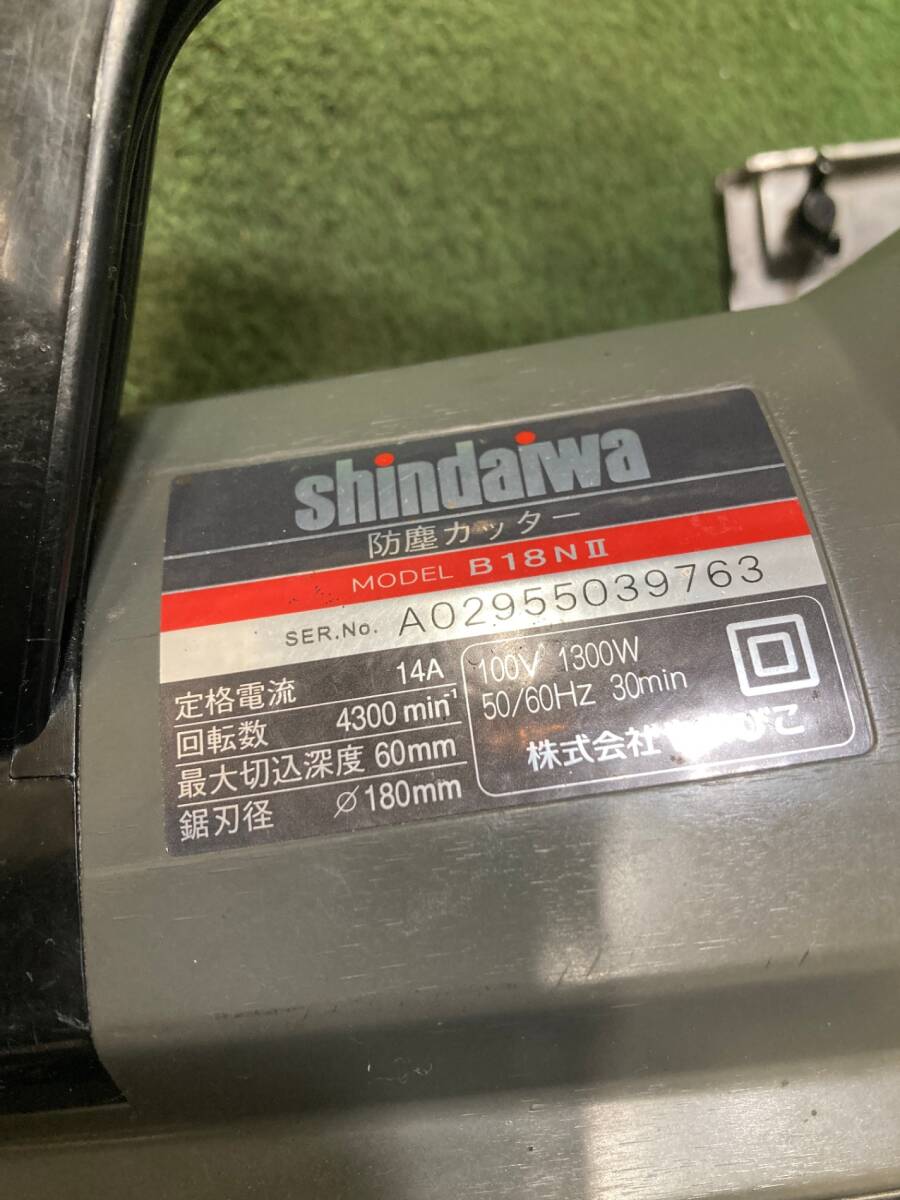 shindaiwa
防塵カッター
MODEL B18NⅡ
SER.No. A02955039763
定格電流 14A
回転数 4300 min⁻¹
最大切込深度 60mm
鋸刃径 ⌀180mm
100V 1300W
50/60Hz 30min
株式会社